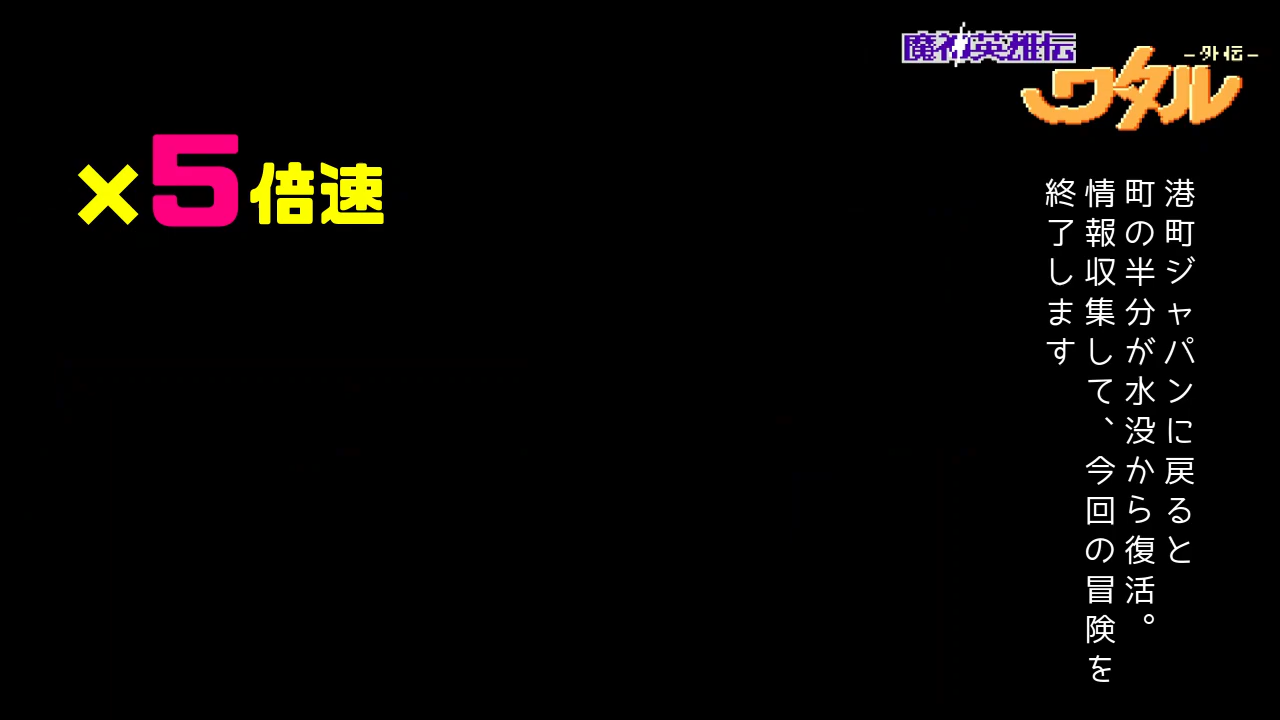 魔神英雄伝
ワタル
－外伝－
×5倍速
港町ジャパンに戻ると
町の半分が水没から復活。
情報収集して、今回の冒険を
終了します